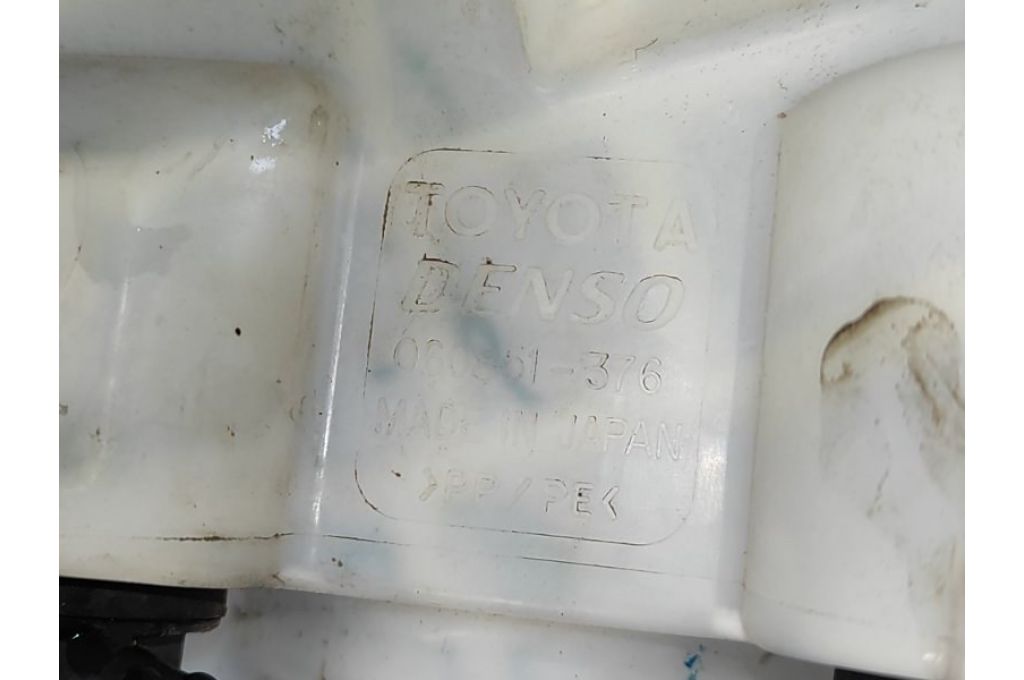 TOYOTA
DENSO
060851-376
MADE IN JAPAN
>PP/PE<